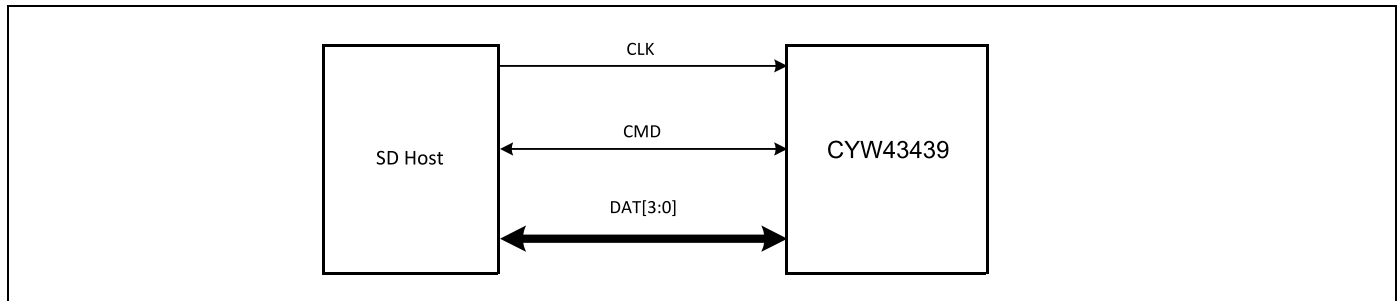 CLK
CMD
SD Host
CYW43439
DAT[3:0]